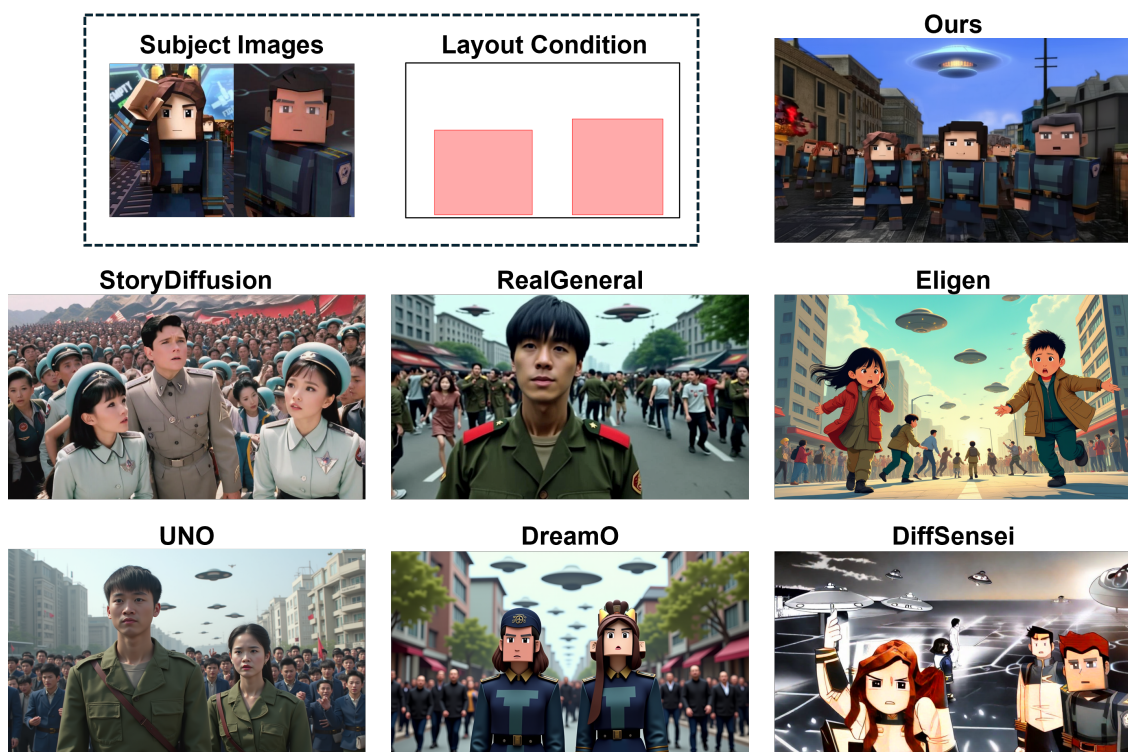 Subject Images
Layout Condition
Ours
StoryDiffusion
RealGeneral
Eligen
UNO
DreamO
DiffSensei